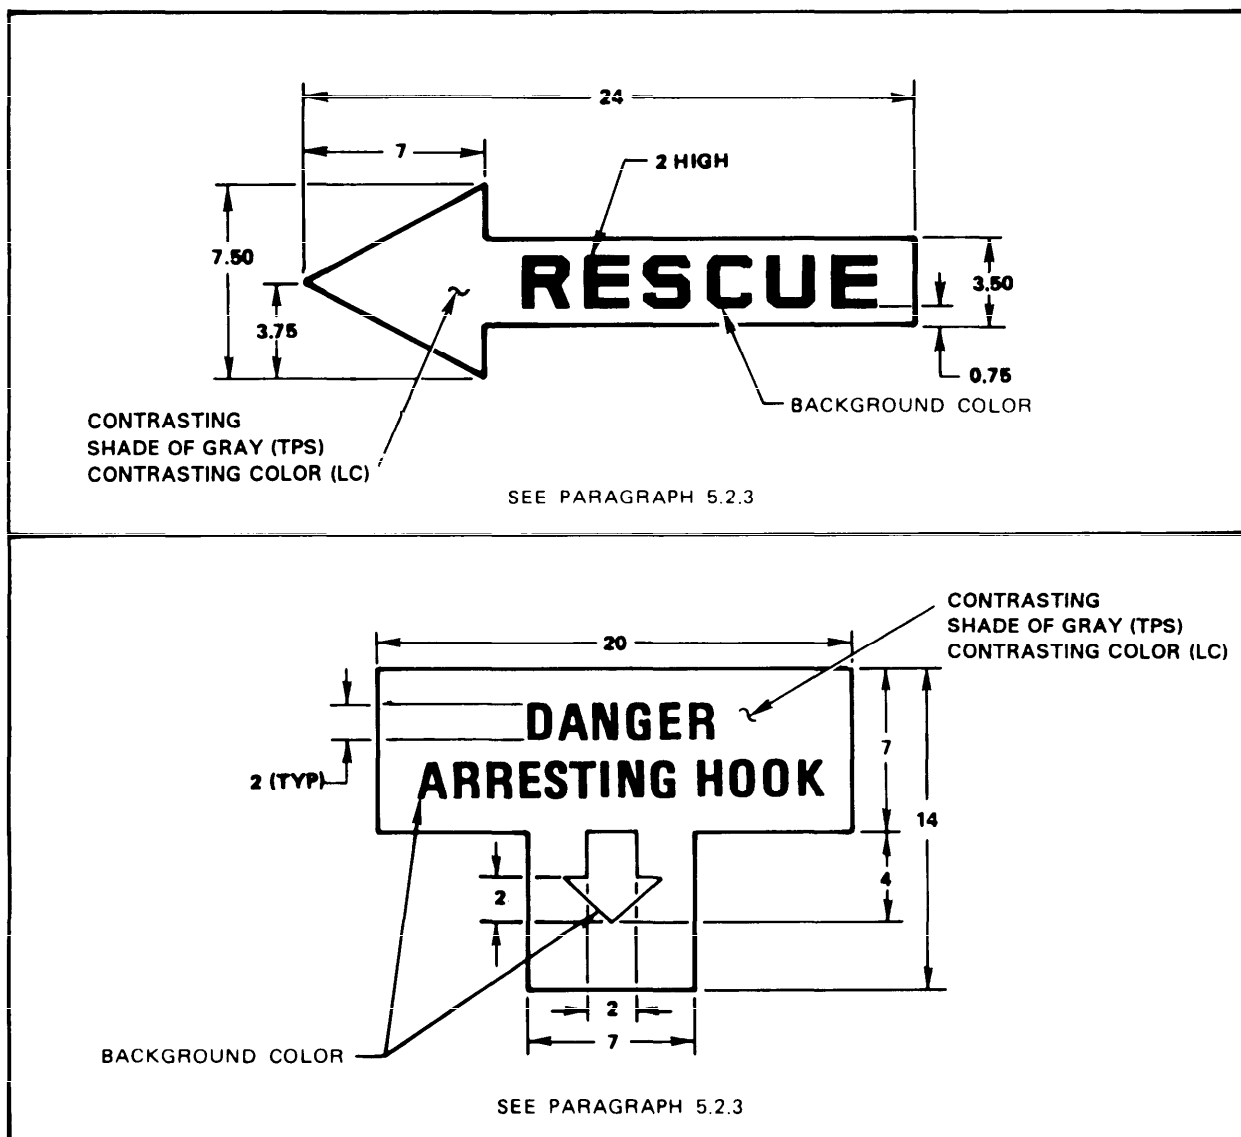 24
7
2 HIGH
7.50
RESCUE
3.50
3.75
0.75
BACKGROUND COLOR
CONTRASTING
SHADE OF GRAY (TPS)
CONTRASTING COLOR (LC)
SEE PARAGRAPH 5.2.3
CONTRASTING
SHADE OF GRAY (TPS)
CONTRASTING COLOR (LC)
20
DANGER
7
2 (TYP)
ARRESTING HOOK
14
4
2
2
7
BACKGROUND COLOR
SEE PARAGRAPH 5.2.3